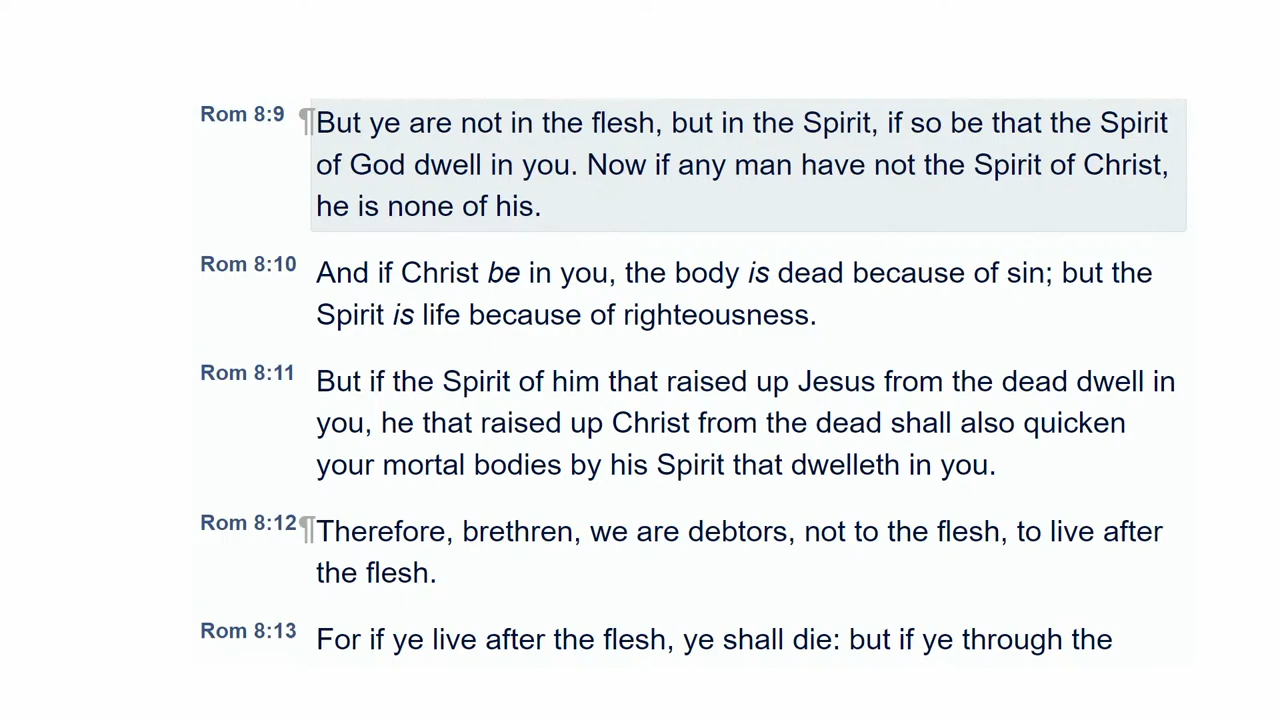 Rom 8:9 ¶But ye are not in the flesh, but in the Spirit, if so be that the Spirit
of God dwell in you. Now if any man have not the Spirit of Christ,
he is none of his.
Rom 8:10 And if Christ be in you, the body is dead because of sin; but the
Spirit is life because of righteousness.
Rom 8:11 But if the Spirit of him that raised up Jesus from the dead dwell in
you, he that raised up Christ from the dead shall also quicken
your mortal bodies by his Spirit that dwelleth in you.
Rom 8:12 ¶Therefore, brethren, we are debtors, not to the flesh, to live after
the flesh.
Rom 8:13 For if ye live after the flesh, ye shall die: but if ye through the